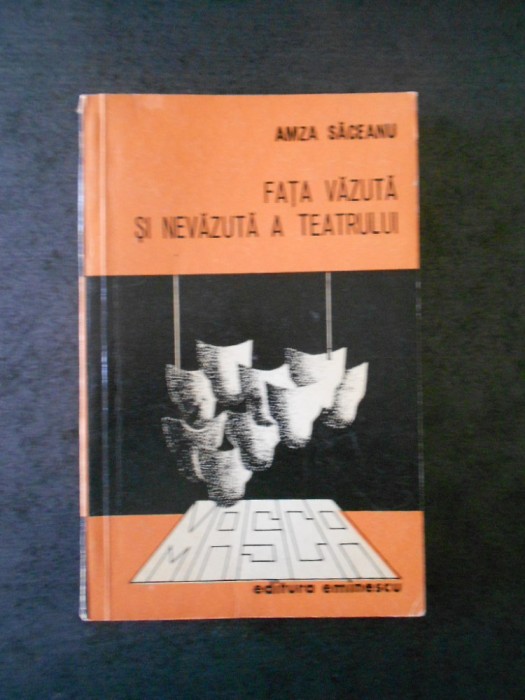 AMZA SĂCEANU
FAȚA VĂZUTĂ
ȘI NEVĂZUTĂ A TEATRULUI
MASCA
editura eminescu